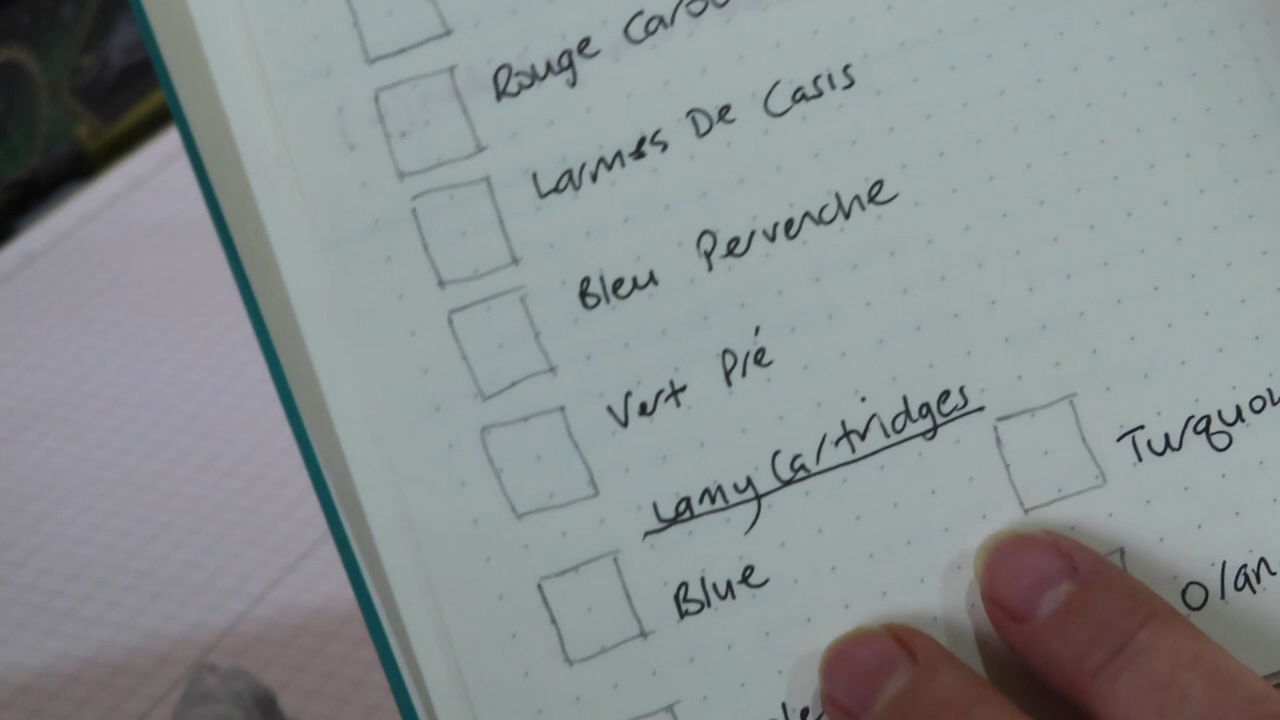 Rouge
Larmes De Casis
Bleu Pervenche
Vert Pré
Lamy Cartridges
Blue